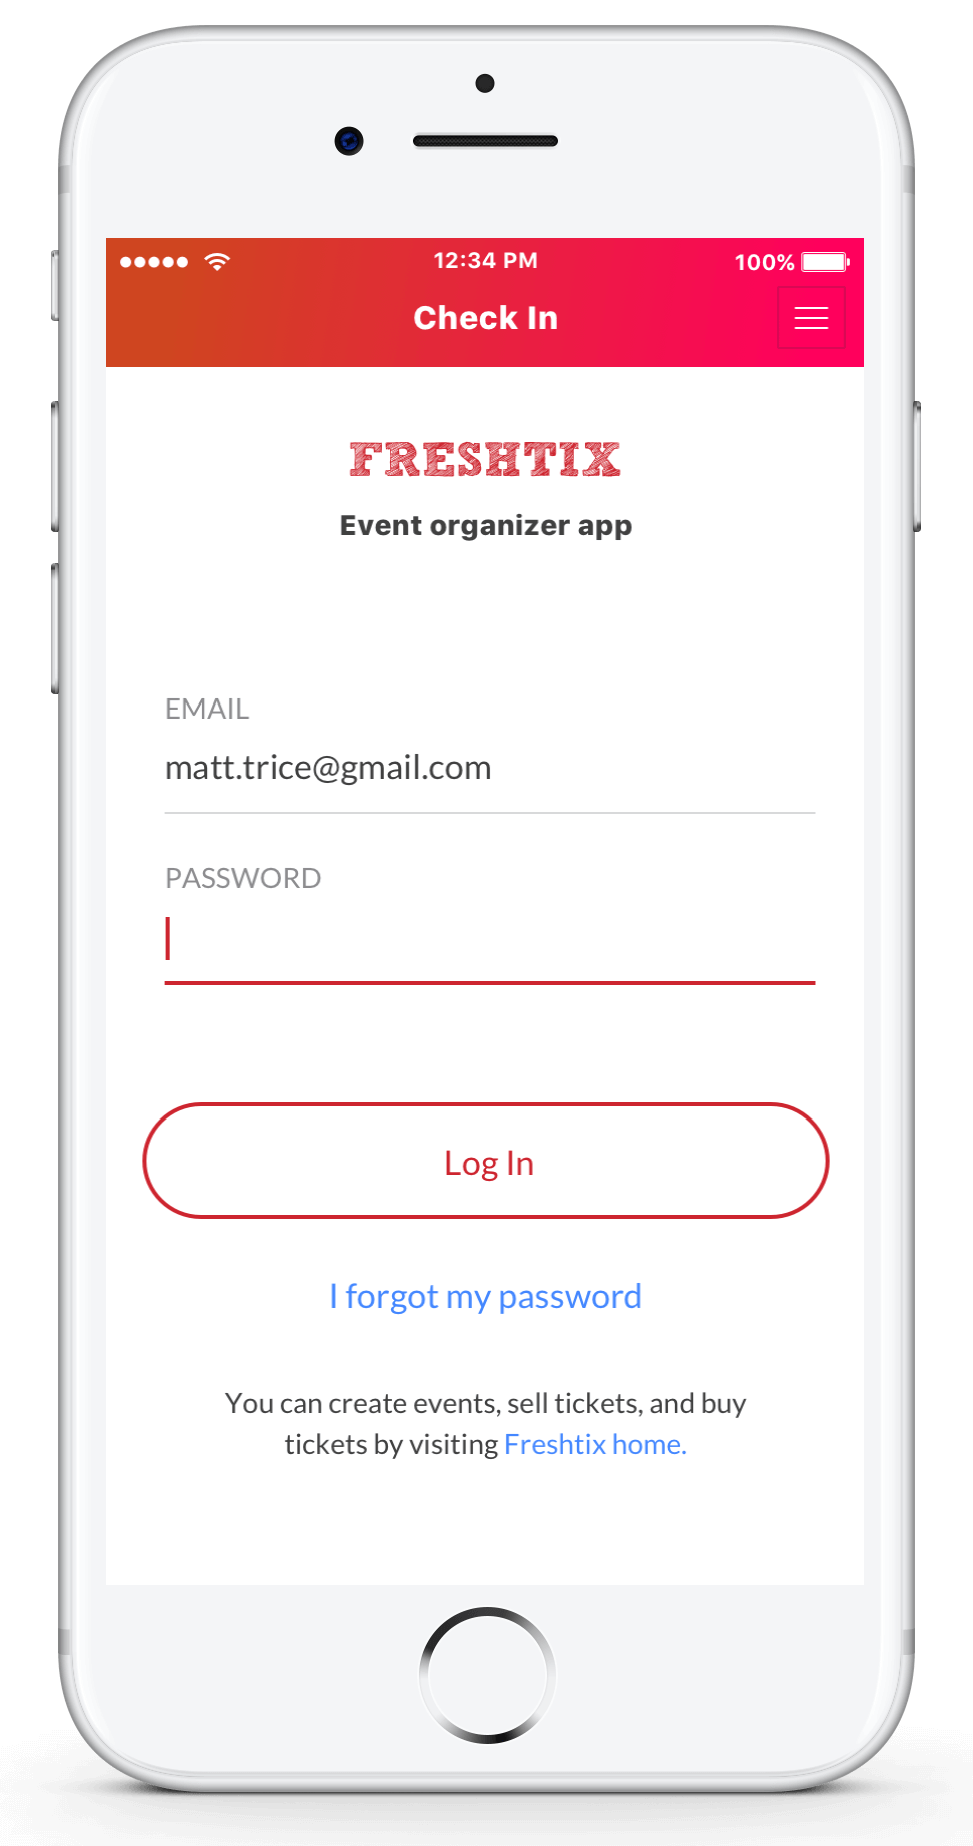 12:34 PM
100%
Check In
FRESHTIX
Event organizer app
EMAIL
matt.trice@gmail.com
PASSWORD
Log In
I forgot my password
You can create events, sell tickets, and buy
tickets by visiting Freshtix home.